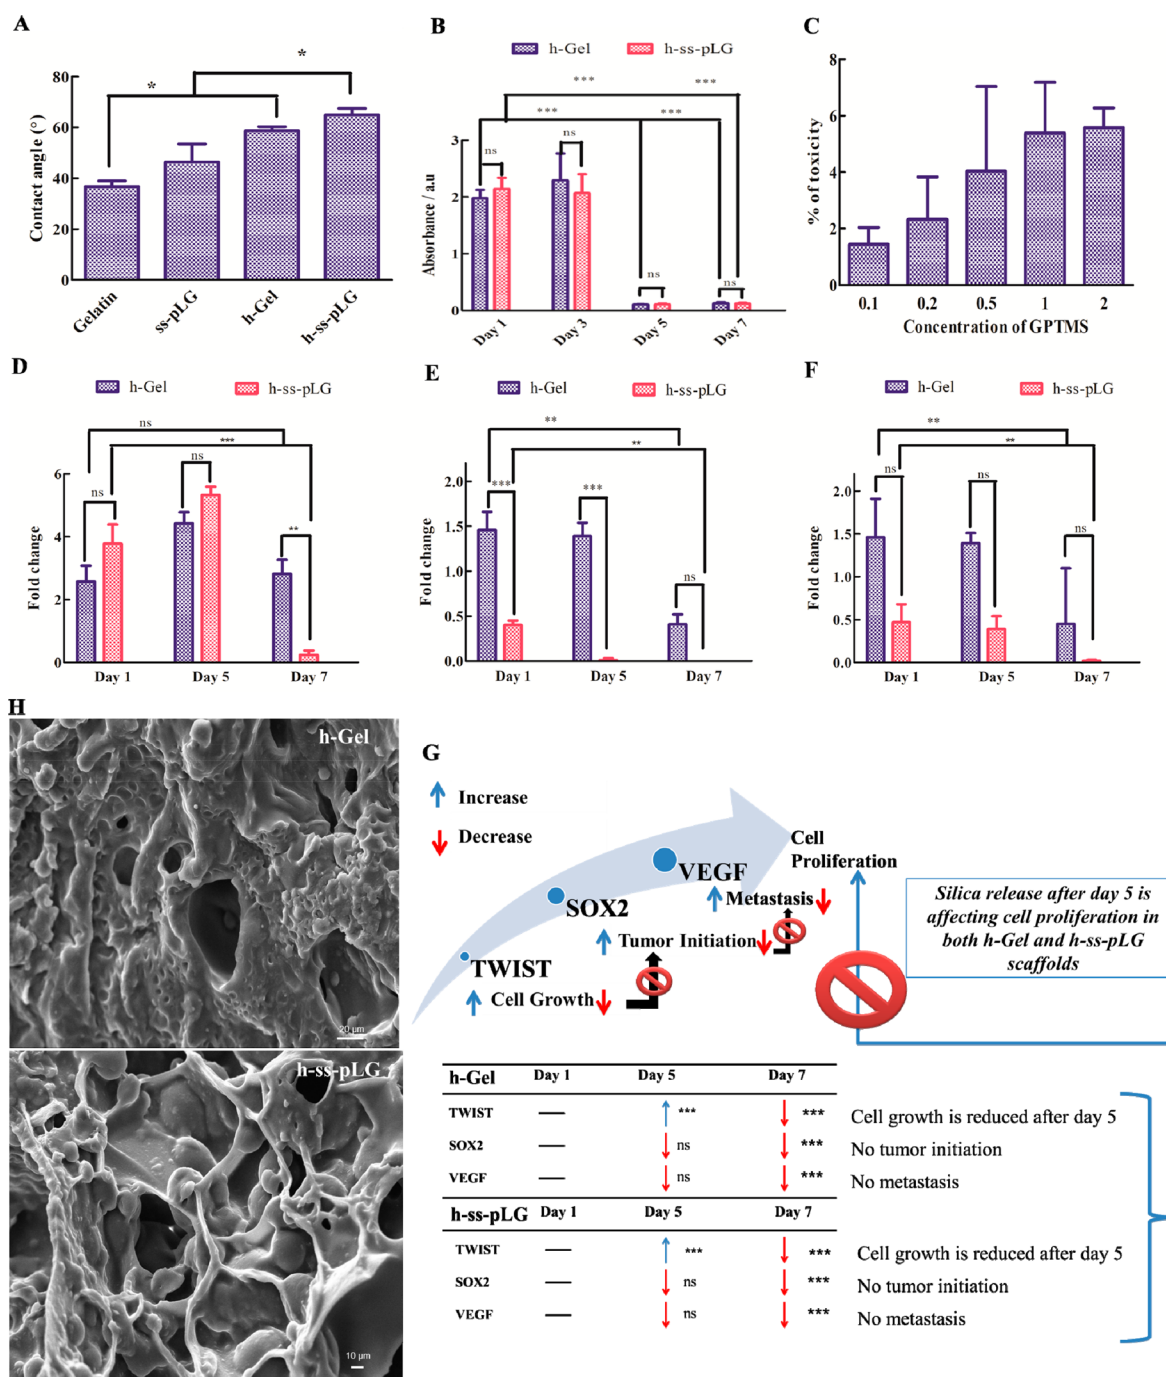 A
*
*
Contact angle (°)
80
60
40
20
0
Gelatin
ss-pLG
h-Gel
h-ss-pLG
B
h-Gel
h-ss-pLG
***
***
***
***
ns
ns
ns
ns
Absorbance / a.u
3
2
1
0
Day 1
Day 3
Day 5
Day 7
C
% of toxicity
8
6
4
2
0
0.1
0.2
0.5
1
2
Concentration of GPTMS
D
h-Gel
h-ss-pLG
ns
***
ns
ns
**
Fold change
6
4
2
0
Day 1
Day 5
Day 7
E
h-Gel
h-ss-pLG
**
**
***
***
ns
Fold change
2.0
1.5
1.0
0.5
0.0
Day 1
Day 5
Day 7
F
h-Gel
h-ss-pLG
**
**
ns
ns
ns
Fold change
2.0
1.5
1.0
0.5
0.0
Day 1
Day 5
Day 7
H
h-Gel
20 µm
h-ss-pLG
10 µm
G
Increase
Decrease
Cell
Proliferation
VEGF
Metastasis
SOX2
Tumor Initiation
TWIST
Cell Growth
Silica release after day 5 is
affecting cell proliferation in
both h-Gel and h-ss-pLG
scaffolds
h-Gel Day 1 Day 5 Day 7
TWIST — *** *** Cell growth is reduced after day 5
SOX2 — ns *** No tumor initiation
VEGF — ns *** No metastasis
h-ss-pLG Day 1 Day 5 Day 7
TWIST — *** *** Cell growth is reduced after day 5
SOX2 — ns *** No tumor initiation
VEGF — ns *** No metastasis